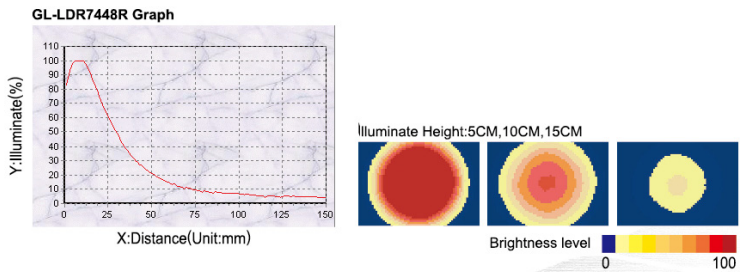 GL-LDR7448R Graph
110
100
90
80
70
60
50
40
30
20
10
0
Y:Illuminate(%)
0 25 50 75 100 125 150
X:Distance(Unit:mm)
Illuminate Height:5CM,10CM,15CM
Brightness level
0 100